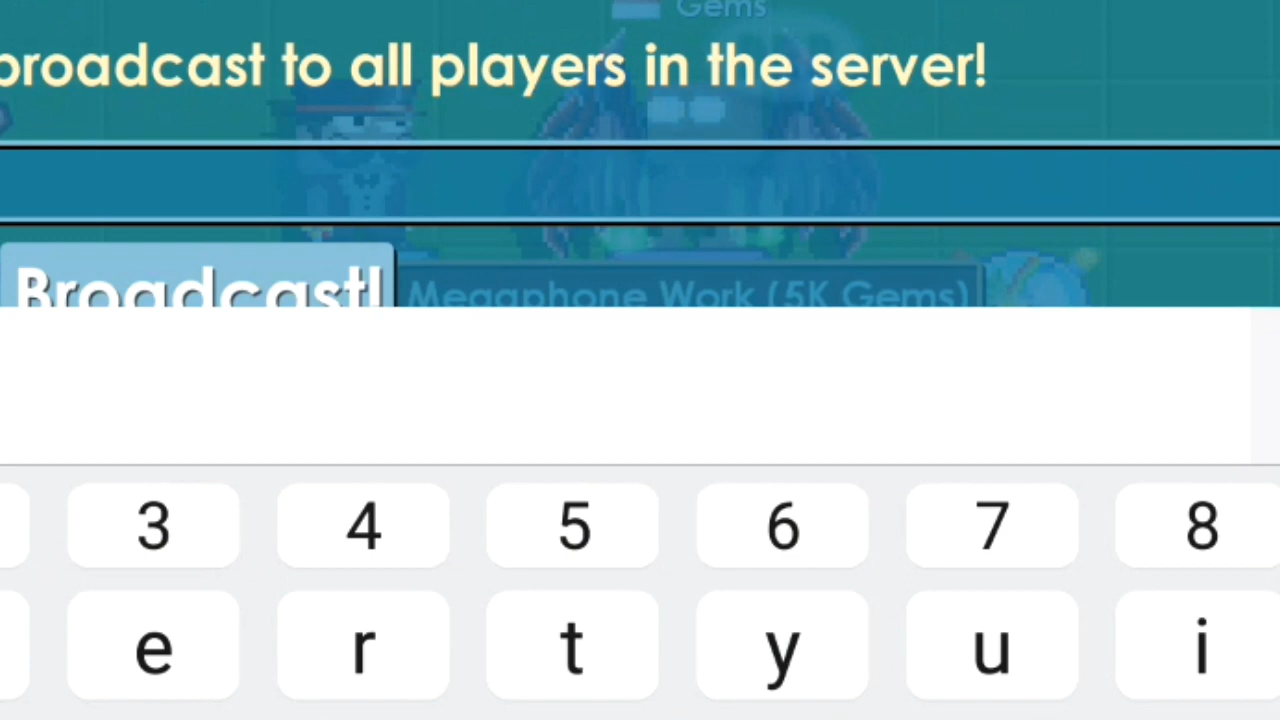 Gems
broadcast to all players in the server!
Broadcast!
Megaphone Work (5K Gems)
3 4 5 6 7 8
e r t y u i